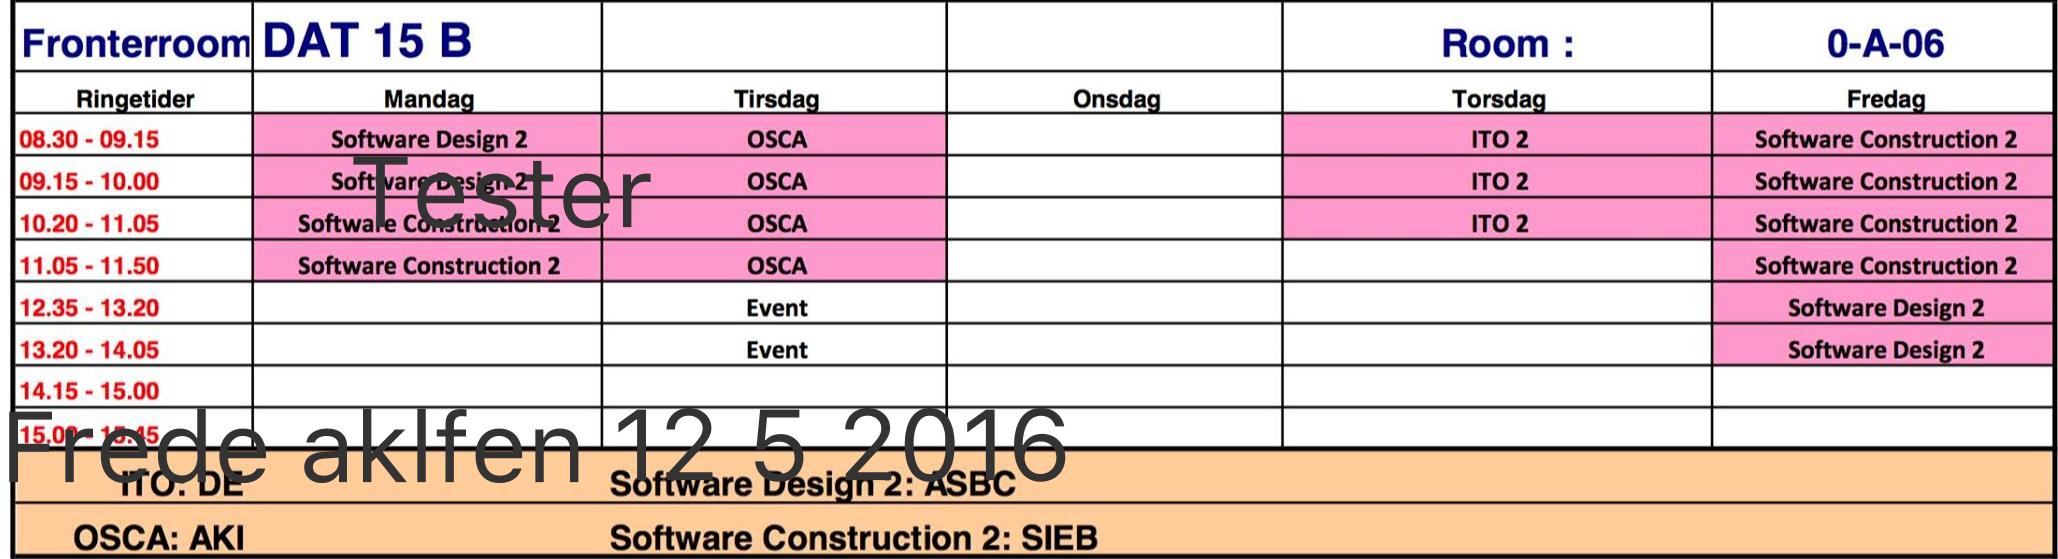 Fronterroom DAT 15 B Room : 0-A-06
Ringetider Mandag Tirsdag Onsdag Torsdag Fredag
08.30 - 09.15 Software Design 2 OSCA ITO 2 Software Construction 2
09.15 - 10.00 Software Design 2 OSCA ITO 2 Software Construction 2
Tester
10.20 - 11.05 Software Construction 2 OSCA ITO 2 Software Construction 2
11.05 - 11.50 Software Construction 2 OSCA Software Construction 2
12.35 - 13.20 Event Software Design 2
13.20 - 14.05 Event Software Design 2
14.15 - 15.00
15.00 - 15.45
Frede aklfen 12 5 2016
ITO: DE Software Design 2: ASBC
OSCA: AKI Software Construction 2: SIEB